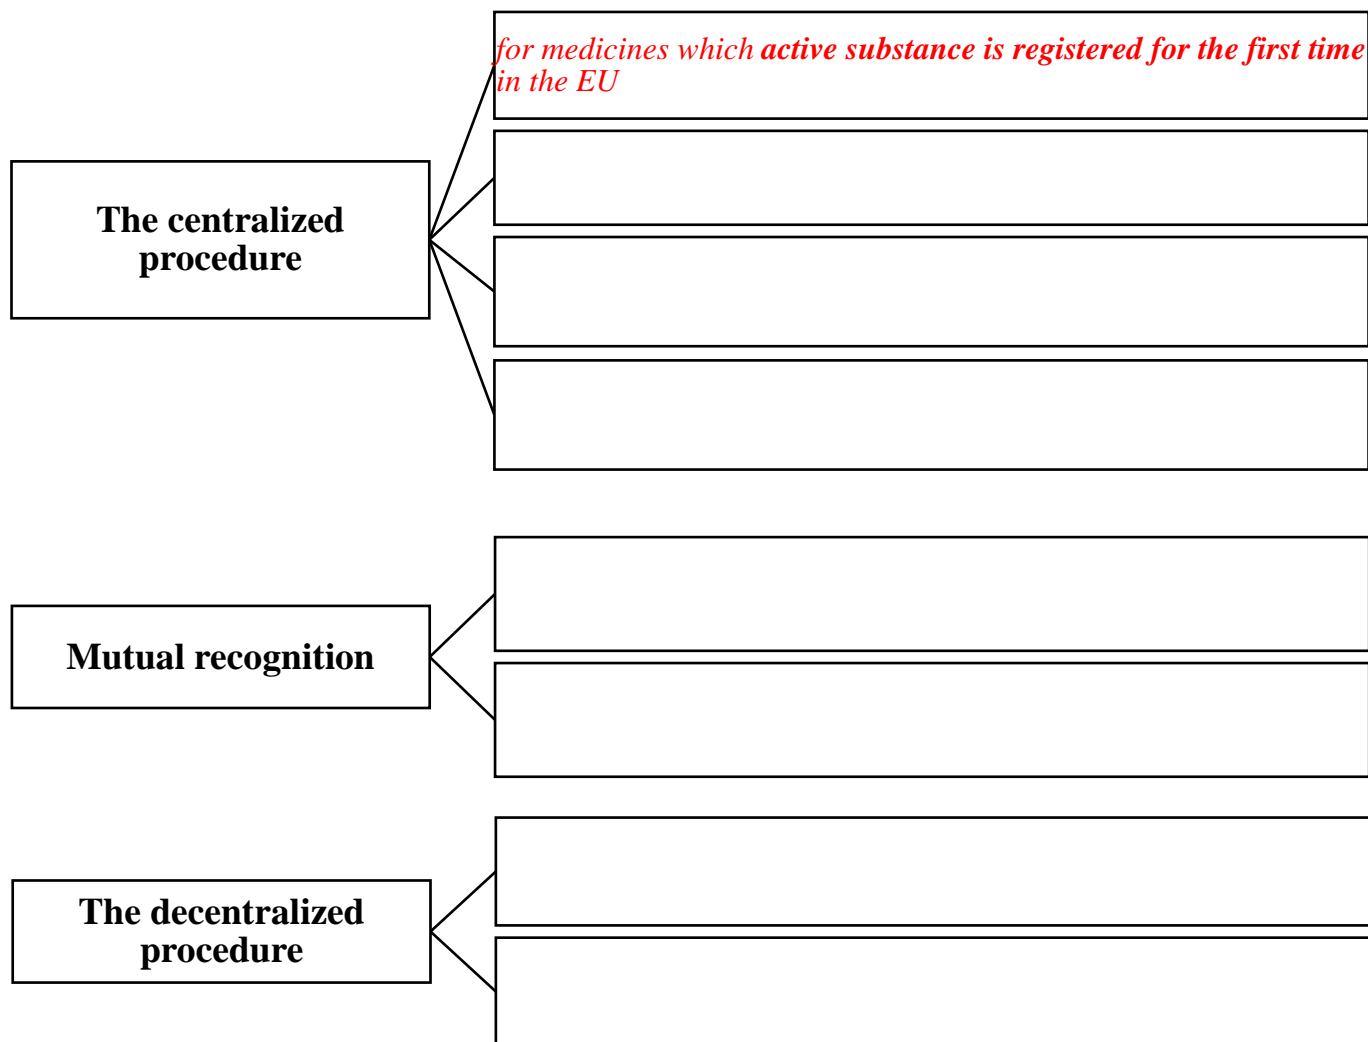 for medicines which active substance is registered for the first time
in the EU
The centralized
procedure
Mutual recognition
The decentralized
procedure